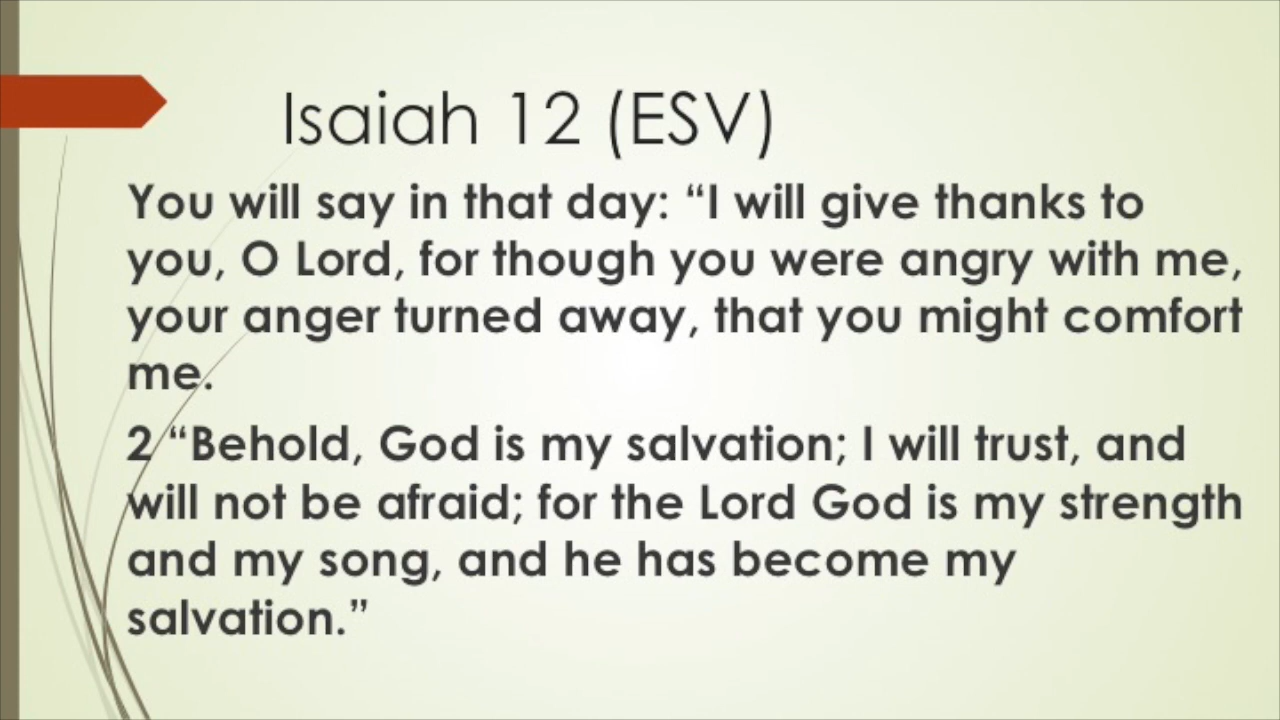 Isaiah 12 (ESV)
You will say in that day: “I will give thanks to
you, O Lord, for though you were angry with me,
your anger turned away, that you might comfort
me.
2 “Behold, God is my salvation; I will trust, and
will not be afraid; for the Lord God is my strength
and my song, and he has become my
salvation.”